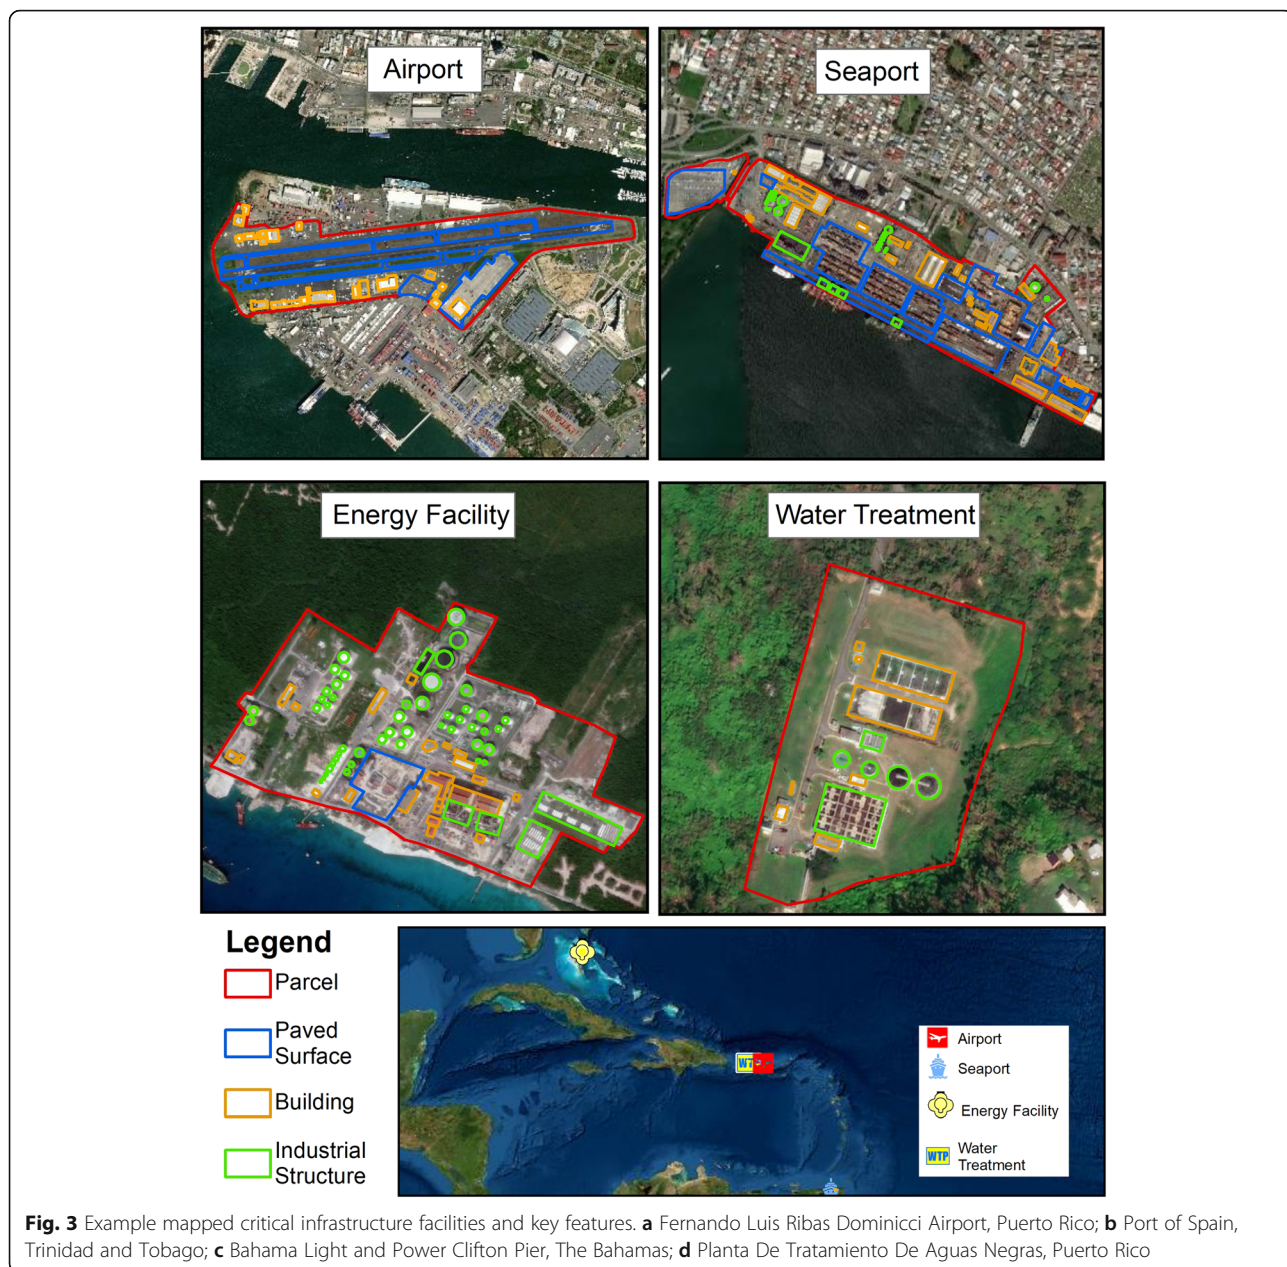 Airport
Seaport
Energy Facility
Water Treatment
Legend
Parcel
Paved
Surface
Building
Industrial
Structure
WT
Airport
Seaport
Energy Facility
WTP
Water
Treatment
Fig. 3 Example mapped critical infrastructure facilities and key features. a Fernando Luis Ribas Dominicci Airport, Puerto Rico; b Port of Spain,
Trinidad and Tobago; c Bahama Light and Power Clifton Pier, The Bahamas; d Planta De Tratamiento De Aguas Negras, Puerto Rico